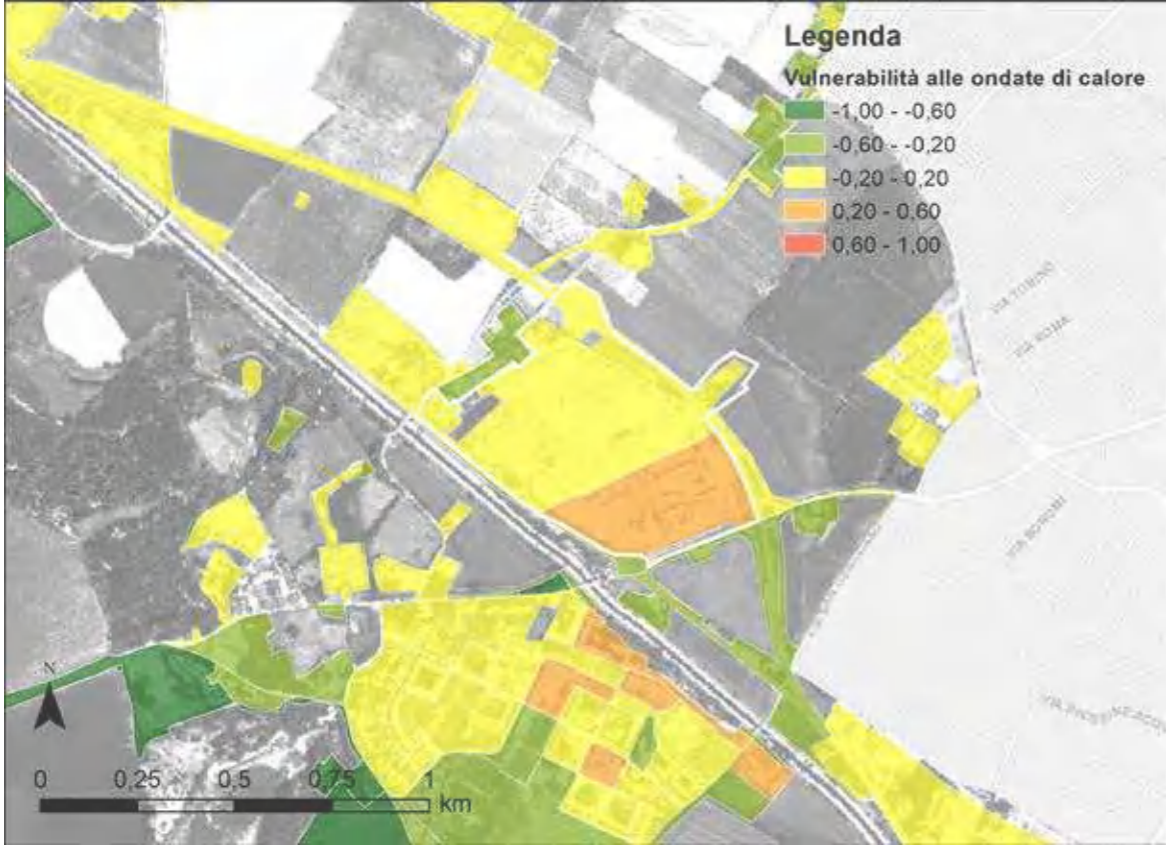 Legenda
Vulnerabilità alle ondate di calore
-1,00 - -0,60
-0,60 - -0,20
-0,20 - 0,20
0,20 - 0,60
0,60 - 1,00
VIA TORINO
VIA ROMA
VIA BONOMI
N
0 0,25 0,5 0,75 1
km